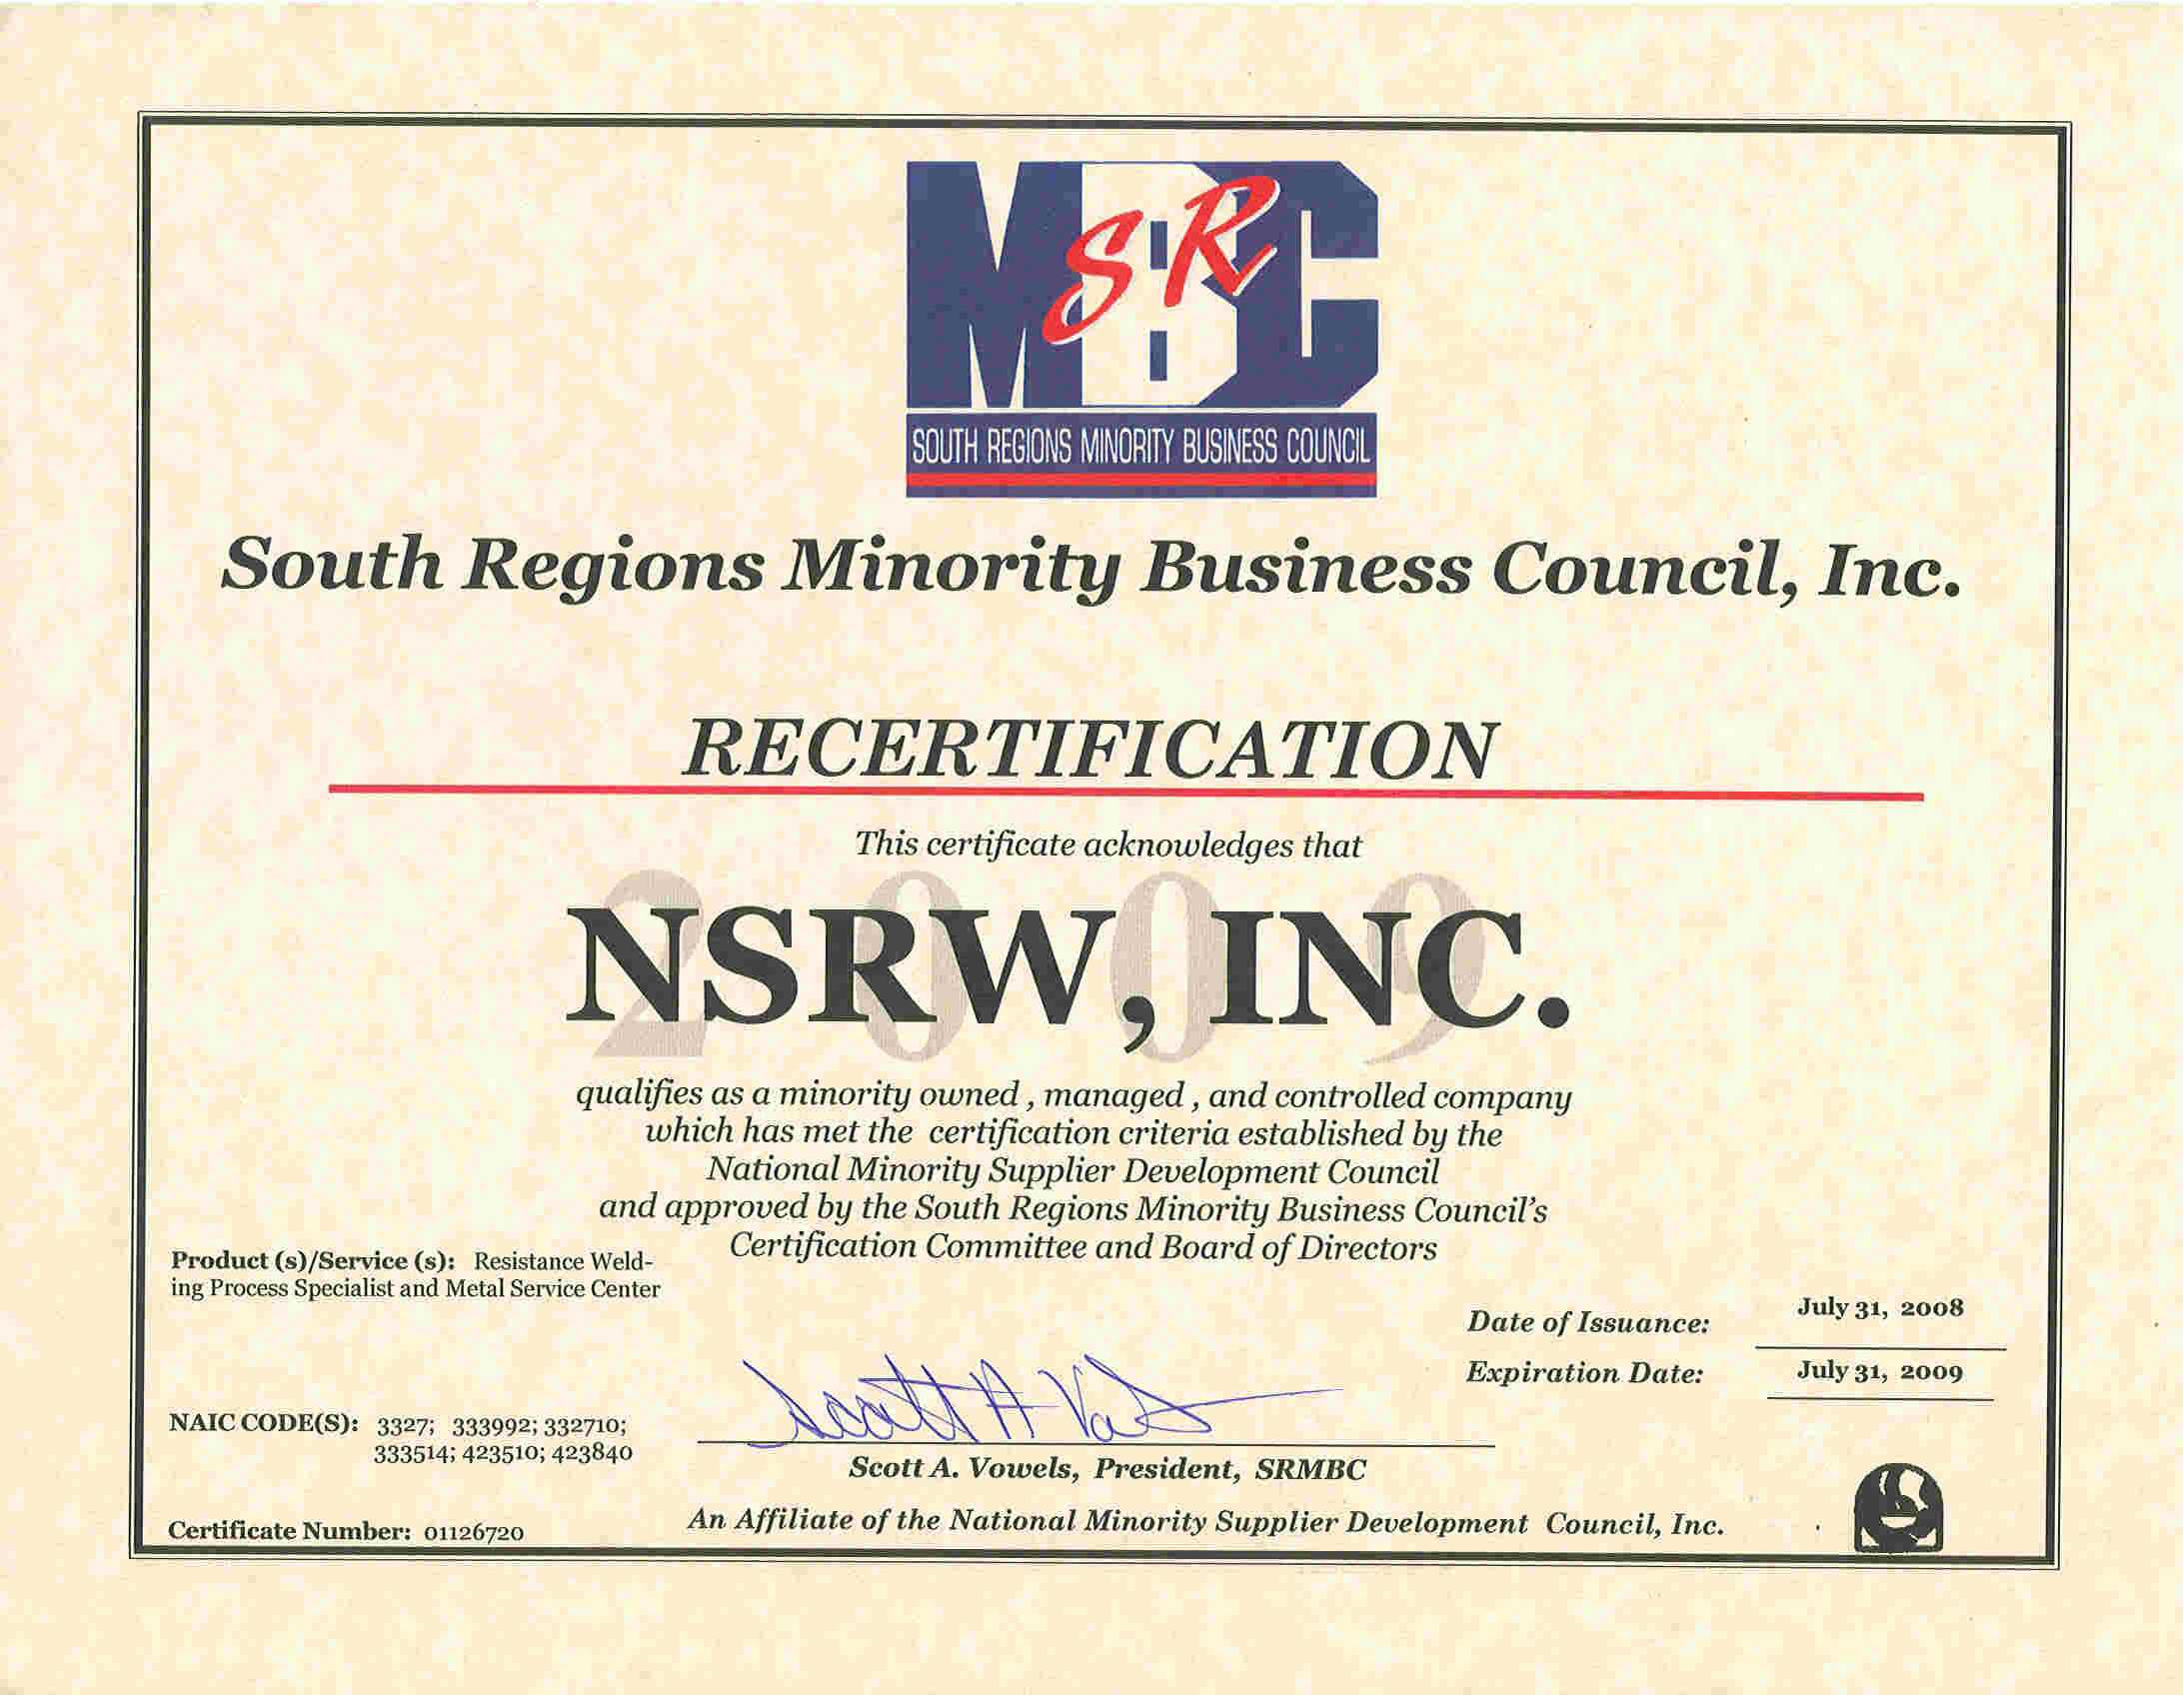 MBC
SR
SOUTH REGIONS MINORITY BUSINESS COUNCIL
South Regions Minority Business Council, Inc.
RECERTIFICATION
This certificate acknowledges that
2009
NSRW, INC.
qualifies as a minority owned , managed , and controlled company
which has met the certification criteria established by the
National Minority Supplier Development Council
and approved by the South Regions Minority Business Council's
Certification Committee and Board of Directors
Product (s)/Service (s): Resistance Weld-
ing Process Specialist and Metal Service Center
Date of Issuance: July 31, 2008
Expiration Date: July 31, 2009
NAIC CODE(S): 3327; 333992; 332710;
333514; 423510; 423840
Scott A. Vowels, President, SRMBC
Certificate Number: 01126720
An Affiliate of the National Minority Supplier Development Council, Inc.